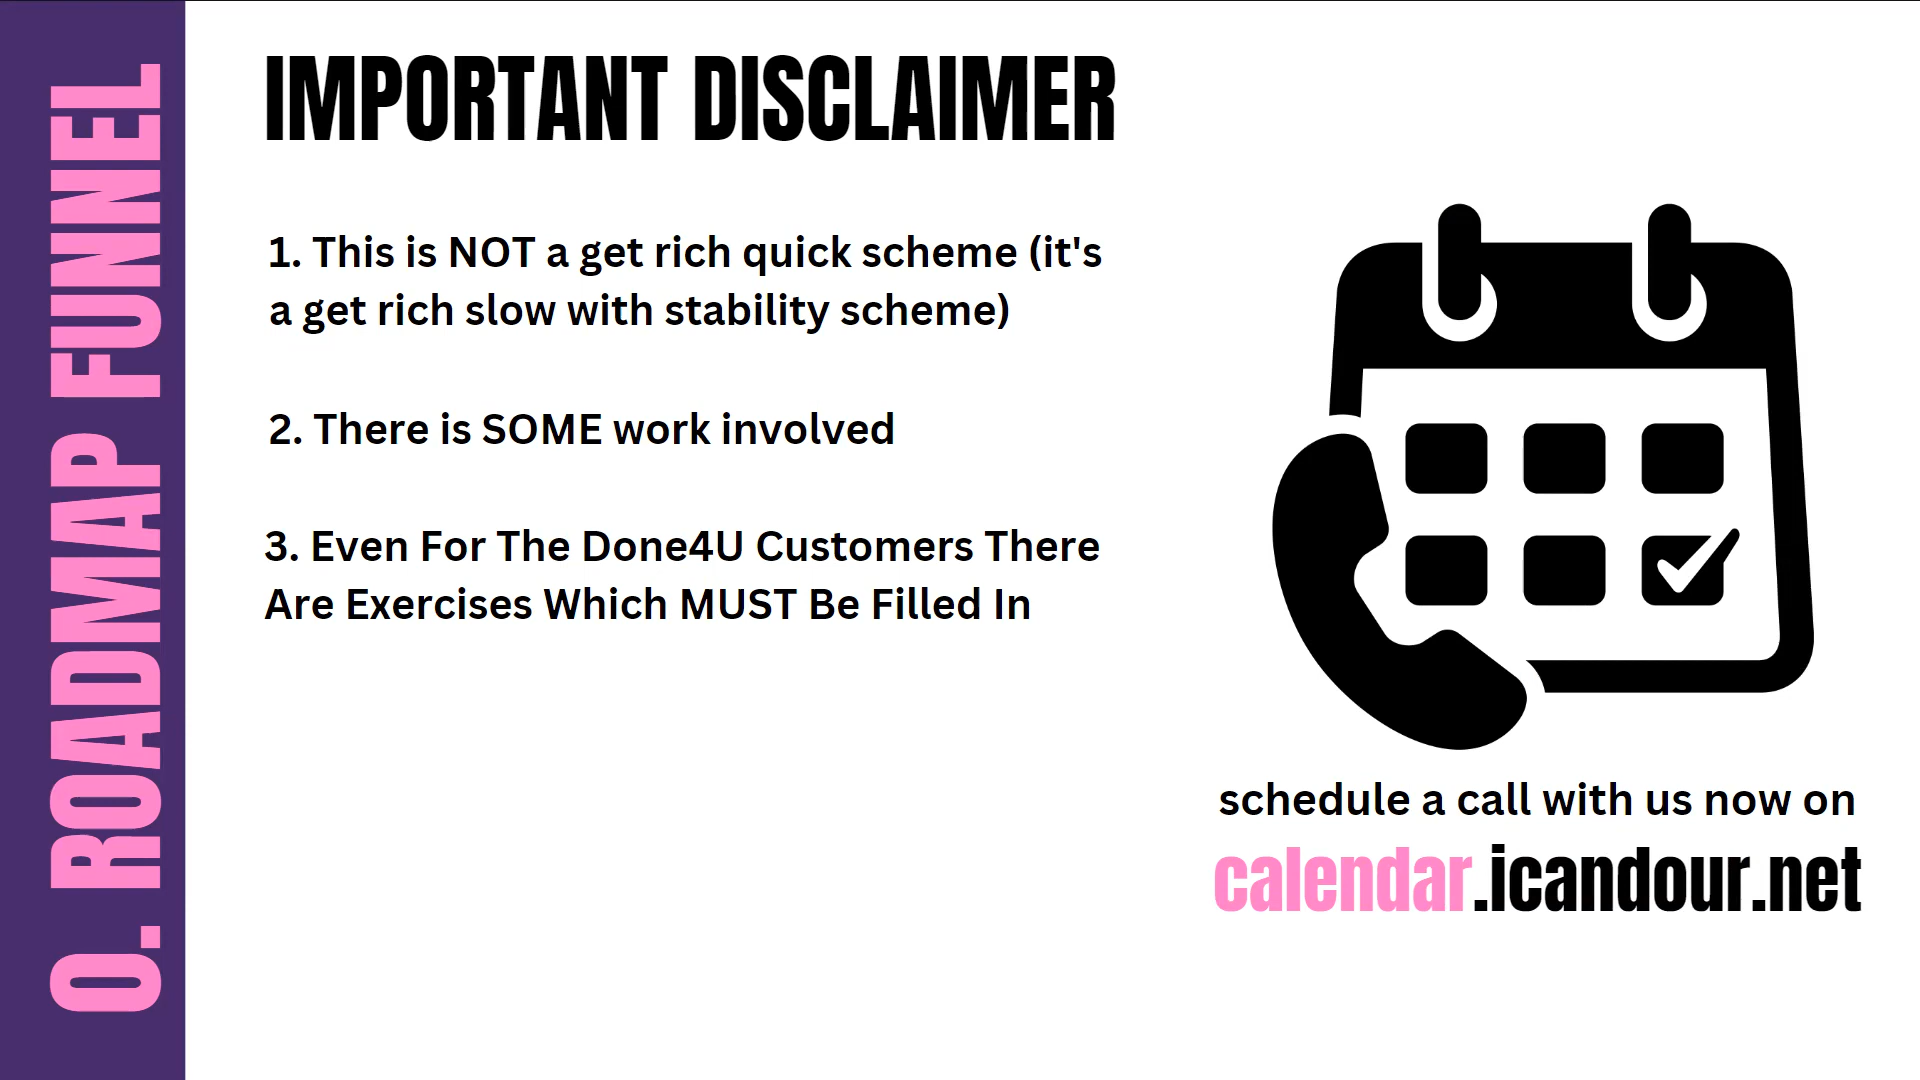 O. ROADMAP FUNNEL
IMPORTANT DISCLAIMER
1. This is NOT a get rich quick scheme (it's
a get rich slow with stability scheme)
2. There is SOME work involved
3. Even For The Done4U Customers There
Are Exercises Which MUST Be Filled In
schedule a call with us now on
calendar.icandour.net